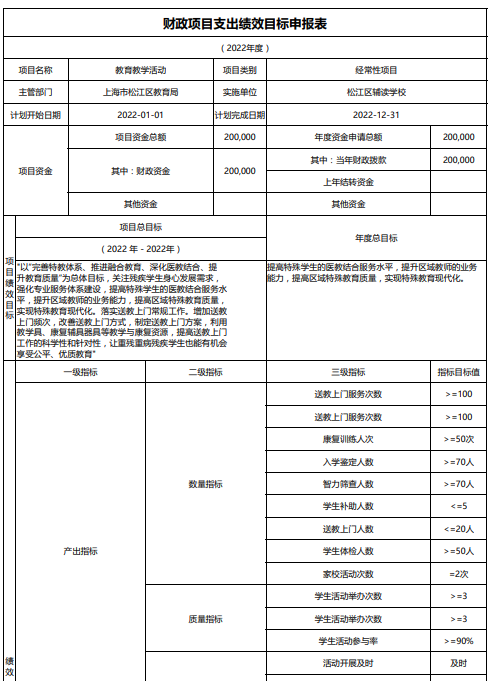 财政项目支出绩效目标申报表
（2022年度）
项目名称 教育教学活动 项目类别 经常性项目
主管部门 上海市松江区教育局 实施单位 松江区辅读学校
计划开始日期 2022-01-01 计划完成日期 2022-12-31
项目资金 项目资金总额 200,000 年度资金申请总额 200,000
其中：财政资金 200,000 其中：当年财政拨款 200,000
上年结转资金
其他资金 其他资金
项目绩效目标
项目总目标 年度总目标
（2022 年－2022年）
"以"完善特教体系、推进融合教育、深化医教结合、提
升教育质量"为总体目标，关注残疾学生身心发展需求，
强化专业服务体系建设，提高特殊学生的医教结合服务水
平，提升区域教师的业务能力，提高区域特殊教育质量，
实现特殊教育现代化。落实送教上门常规工作。增加送教
上门频次，改善送教上门方式，制定送教上门方案，利用
教学具、康复辅具器具等教学与康复资源，提高送教上门
工作的科学性和针对性，让重残重病残疾学生也能有机会
享受公平、优质教育"
提高特殊学生的医教结合服务水平，提升区域教师的业务
能力，提高区域特殊教育质量，实现特殊教育现代化。
一级指标 二级指标 三级指标 指标目标值
绩效
产出指标
数量指标
送教上门服务次数 >=100
送教上门服务次数 >=100
康复训练人次 >=50次
入学鉴定人数 >=70人
智力筛查人数 >=70人
学生补助人数 <=5
送教上门人数 <=20人
学生体检人数 >=50人
家校活动次数 =2次
质量指标
学生活动举办次数 >=3
学生活动举办次数 >=3
学生活动参与率 >=90%
活动开展及时 及时